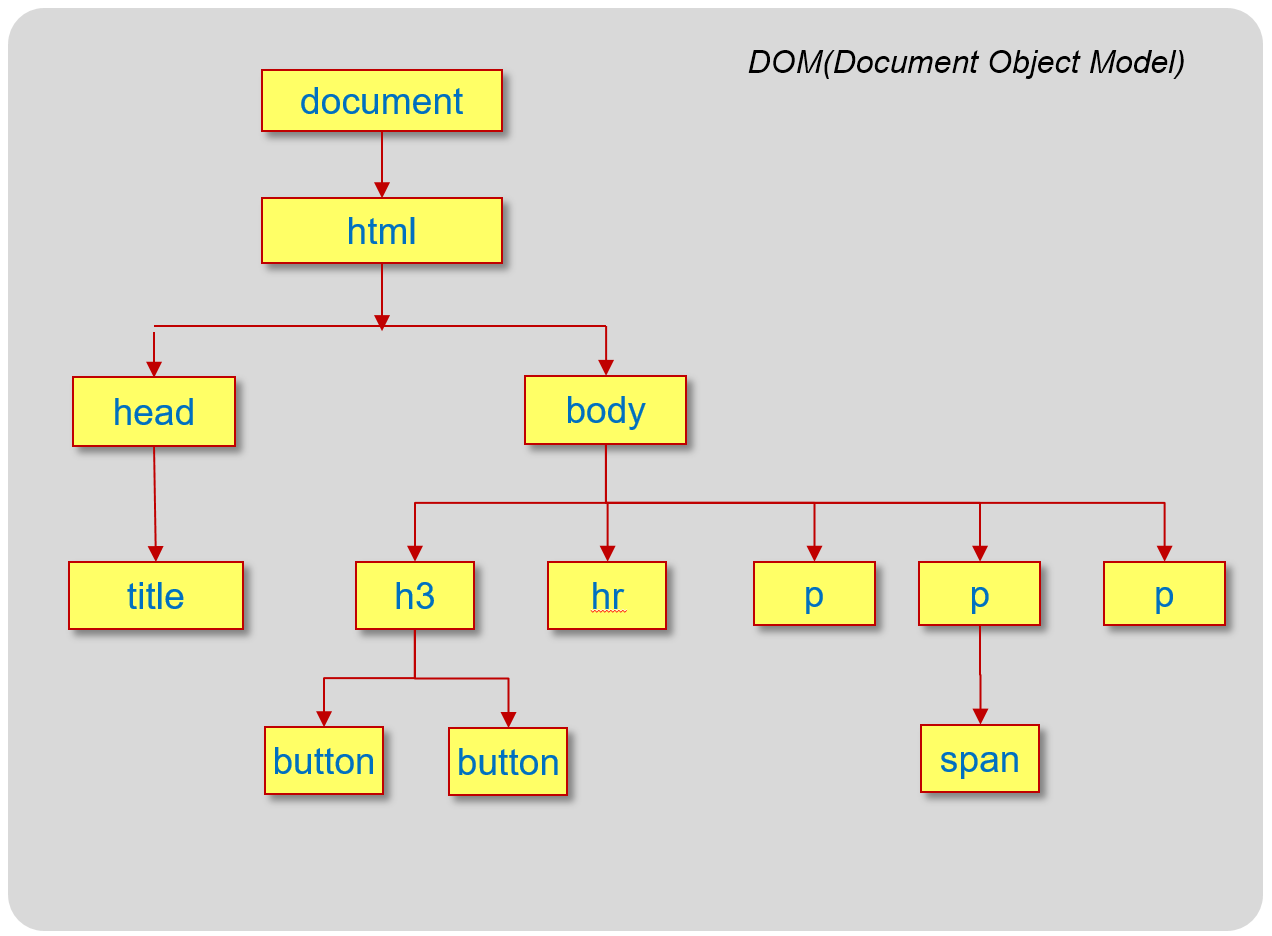 DOM(Document Object Model)
document
html
head
body
title
h3
hr
p
p
p
button
button
span